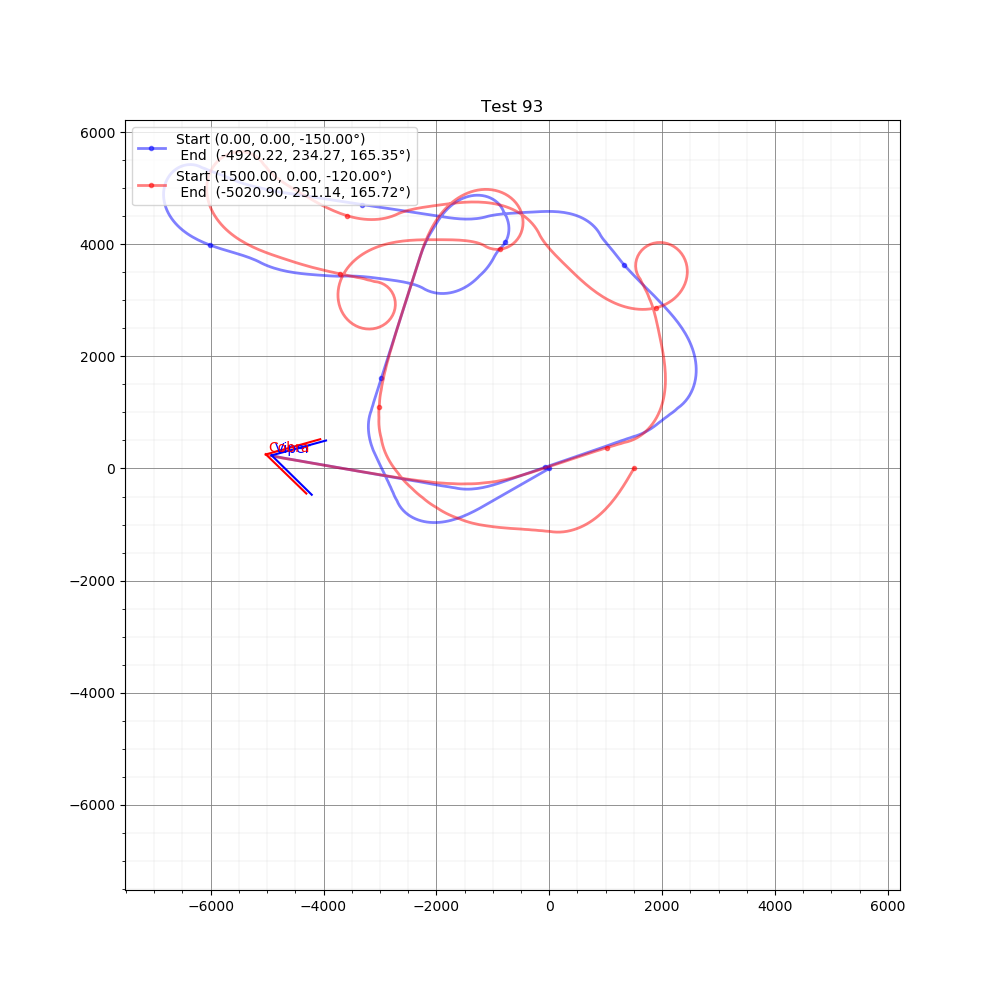 Test 93
Start (0.00, 0.00, -150.00°)
End (-4920.22, 234.27, 165.35°)
Start (1500.00, 0.00, -120.00°)
End (-5020.90, 251.14, 165.72°)
6000
4000
2000
0
−2000
−4000
−6000
−6000 −4000 −2000 0 2000 4000 6000